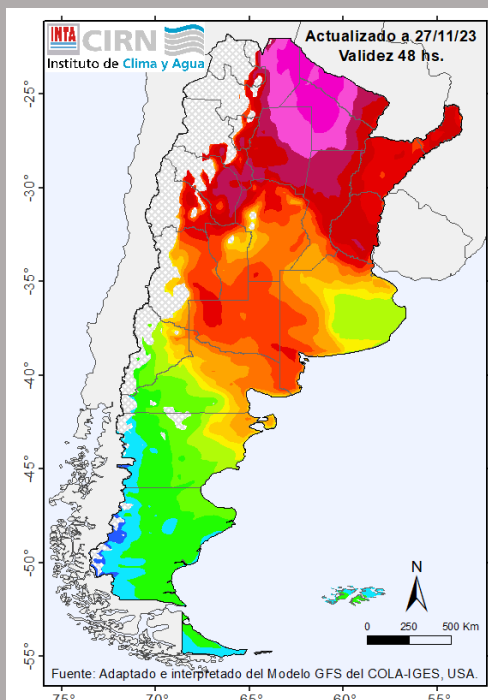 INTA CIRN
Instituto de Clima y Agua
Actualizado a 27/11/23
Validez 48 hs.
-25°
-30°
-35°
-40°
-45°
-50°
-55°
N
0 250 500 Km
Fuente: Adaptado e interpretado del Modelo GFS del COLA-IGES, USA.
-75° -70° -65° -60° -55°